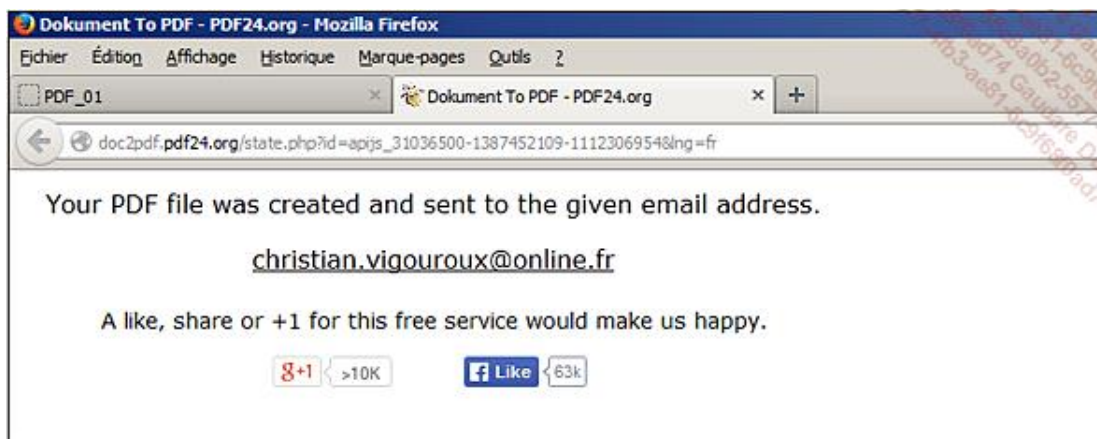 Dokument To PDF - PDF24.org - Mozilla Firefox
Fichier Édition Affichage Historique Marque-pages Outils ?
PDF_01 × Dokument To PDF - PDF24.org × +
doc2pdf.pdf24.org/state.php?id=apijs_31036500-1387452109-1112306954&lng=fr
Your PDF file was created and sent to the given email address.
christian.vigouroux@online.fr
A like, share or +1 for this free service would make us happy.
g+1 >10K f Like 63k